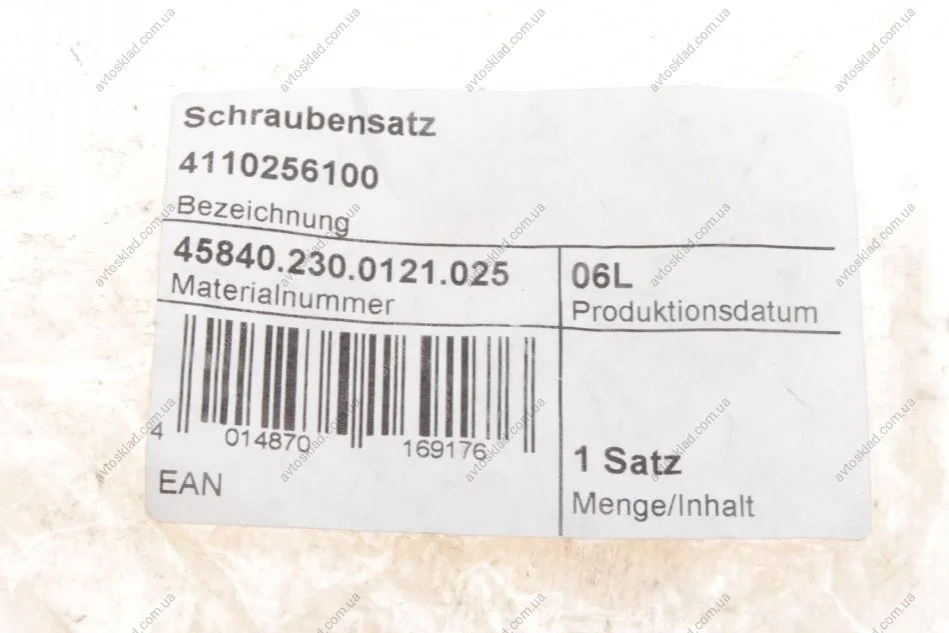 Schraubensatz
4110256100
Bezeichnung
45840.230.0121.025
Materialnummer
06L
Produktionsdatum
4 014870 169176
EAN
1 Satz
Menge/Inhalt
avtosklad.com.ua